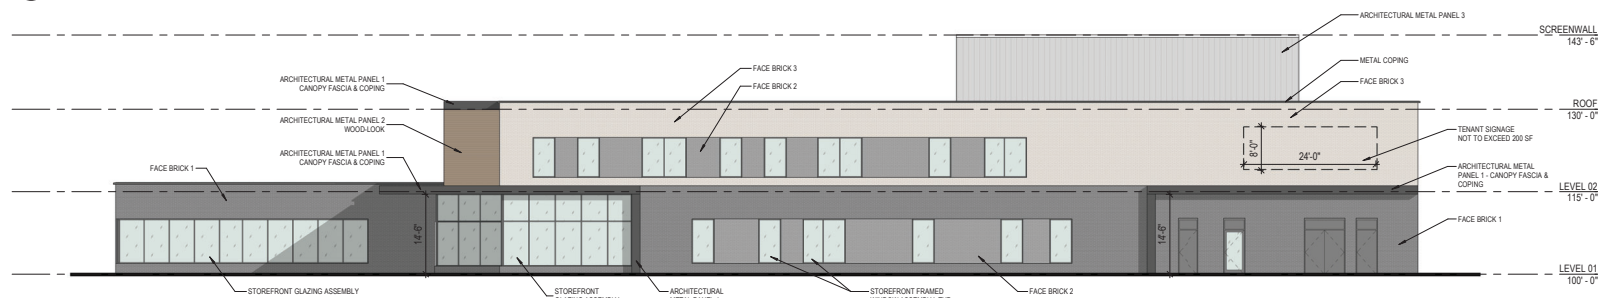 ARCHITECTURAL METAL PANEL 3
SCREENWALL
143' - 6"
METAL COPING
FACE BRICK 3
FACE BRICK 3
FACE BRICK 2
ARCHITECTURAL METAL PANEL 1
CANOPY FASCIA & COPING
ROOF
130' - 0"
ARCHITECTURAL METAL PANEL 2
WOOD-LOOK
TENANT SIGNAGE
NOT TO EXCEED 200 SF
8'-0"
24'-0"
ARCHITECTURAL METAL PANEL 1
CANOPY FASCIA & COPING
FACE BRICK 1
ARCHITECTURAL METAL
PANEL 1 - CANOPY FASCIA &
COPING
LEVEL 02
115' - 0"
14'-6"
14'-6"
FACE BRICK 1
LEVEL 01
100' - 0"
STOREFRONT GLAZING ASSEMBLY
STOREFRONT
ARCHITECTURAL
STOREFRONT FRAMED
FACE BRICK 2